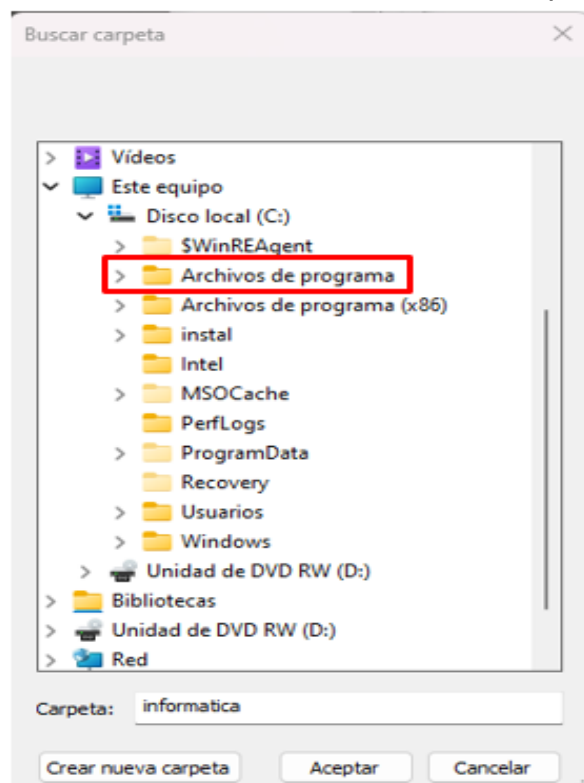 Buscar carpeta
Vídeos
Este equipo
Disco local (C:)
$WinREAgent
Archivos de programa
Archivos de programa (x86)
instal
Intel
MSOCache
PerfLogs
ProgramData
Recovery
Usuarios
Windows
Unidad de DVD RW (D:)
Bibliotecas
Unidad de DVD RW (D:)
Red
Carpeta: informatica
Crear nueva carpeta Aceptar Cancelar